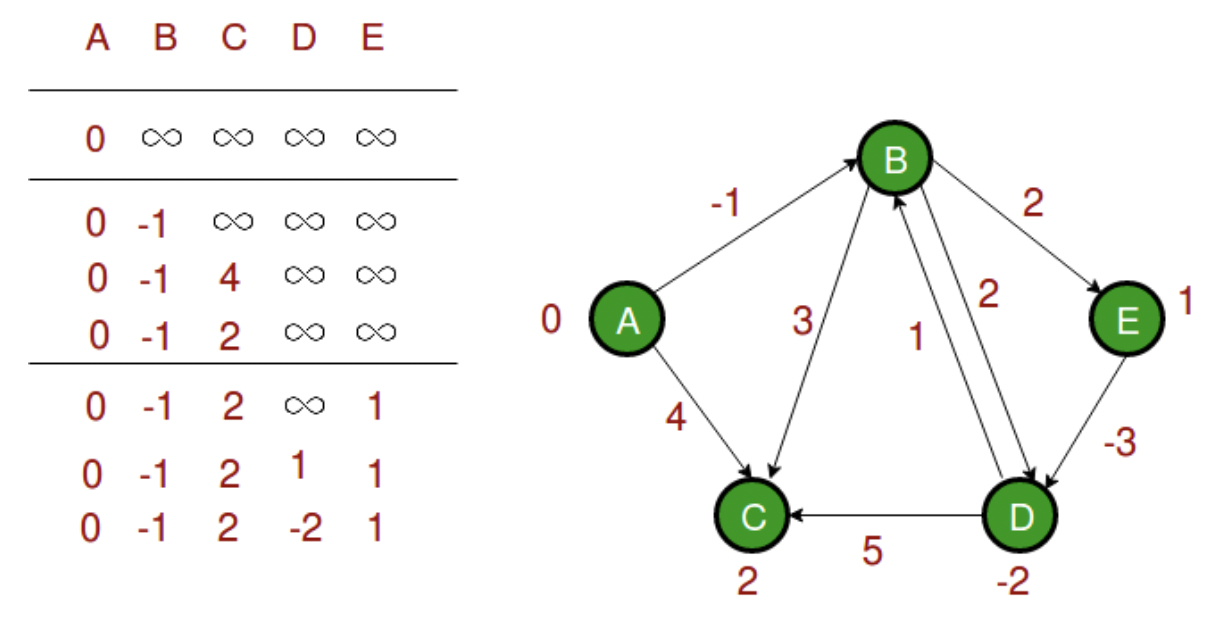 A B C D E
0 ∞ ∞ ∞ ∞
0 -1 ∞ ∞ ∞
0 -1 4 ∞ ∞
0 -1 2 ∞ ∞
0 -1 2 ∞ 1
0 -1 2 1 1
0 -1 2 -2 1
B
-1
2
2
E
1
0
A
3
1
4
-3
C
D
5
2
-2